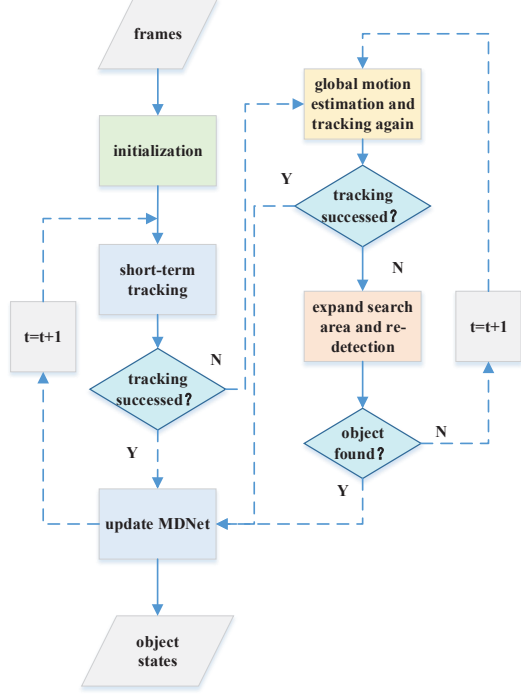 frames
initialization
short-term
tracking
t=t+1
N
tracking
successed?
Y
update MDNet
object
states
global motion
estimation and
tracking again
Y
tracking
successed?
N
expand search
area and re-
detection
t=t+1
object
found?
N
Y